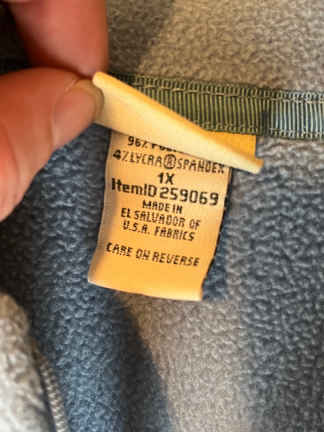 96%
4% LYCRA® SPANDEX
1X
ItemID 259069
MADE IN
EL SALVADOR OF
U.S.A. FABRICS
CARE ON REVERSE